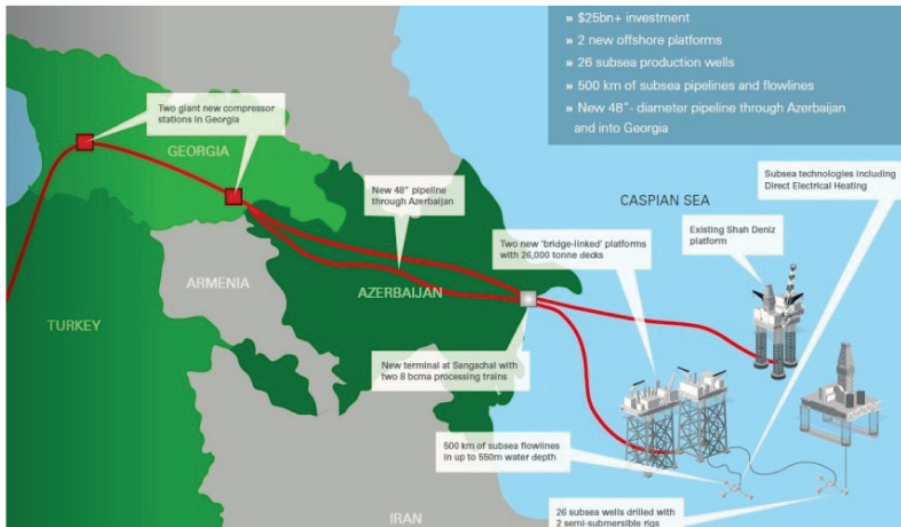 » $25bn+ investment
» 2 new offshore platforms
» 26 subsea production wells
» 500 km of subsea pipelines and flowlines
» New 48"- diameter pipeline through Azerbaijan
and into Georgia
Two giant new compressor
stations in Georgia
GEORGIA
New 48" pipeline
through Azerbaijan
Subsea technologies including
Direct Electrical Heating
CASPIAN SEA
Existing Shah Deniz
platform
Two new 'bridge-linked' platforms
with 26,000 tonne decks
ARMENIA
AZERBAIJAN
TURKEY
New terminal at Sangachal with
two 8 bcma processing trains
500 km of subsea flowlines
in up to 550m water depth
26 subsea wells drilled with
2 semi-submersible rigs
IRAN